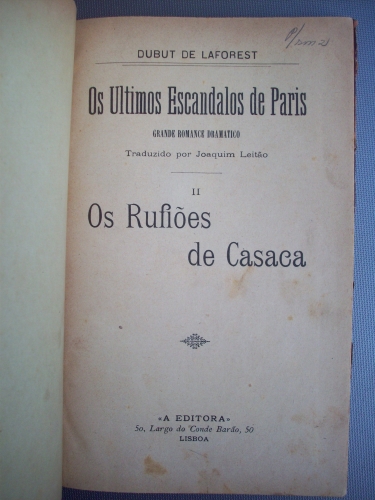 DUBUT DE LAFOREST
Os Ultimos Escandalos de Paris
GRANDE ROMANCE DRAMATICO
Traduzido por Joaquim Leitão
II
Os Rufiões
de Casaca
«A EDITORA»
50, Largo do Conde Barão, 50
LISBOA